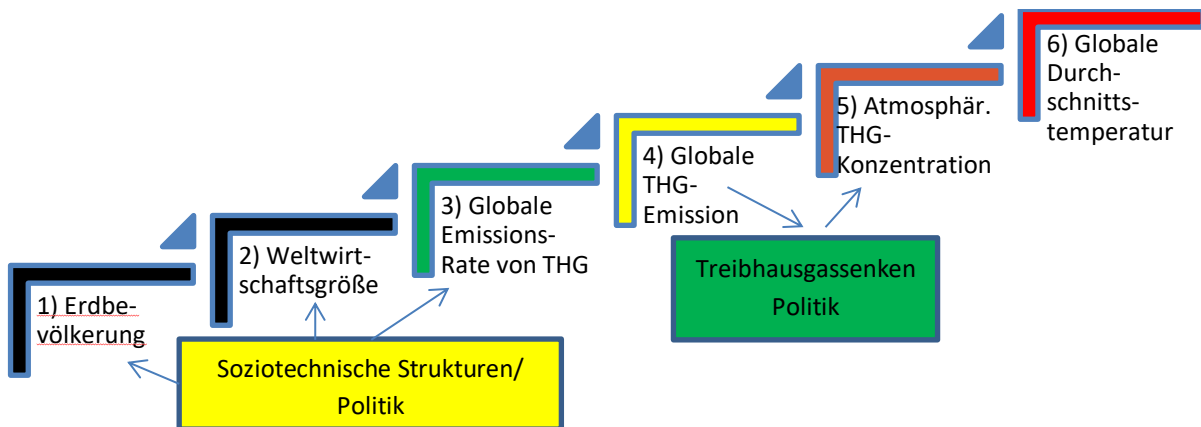 1) Erdbe-
völkerung
2) Weltwirt-
schaftsgröße
3) Globale
Emissions-
Rate von THG
4) Globale
THG-
Emission
5) Atmosphär.
THG-
Konzentration
6) Globale
Durch-
schnitts-
temperatur
Soziotechnische Strukturen/
Politik
Treibhausgassenken
Politik